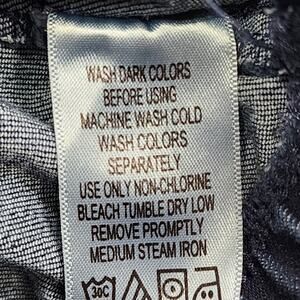 WASH DARK COLORS
BEFORE USING
MACHINE WASH COLD
WASH COLORS
SEPARATELY
USE ONLY NON-CHLORINE
BLEACH TUMBLE DRY LOW
REMOVE PROMPTLY
MEDIUM STEAM IRON
30C